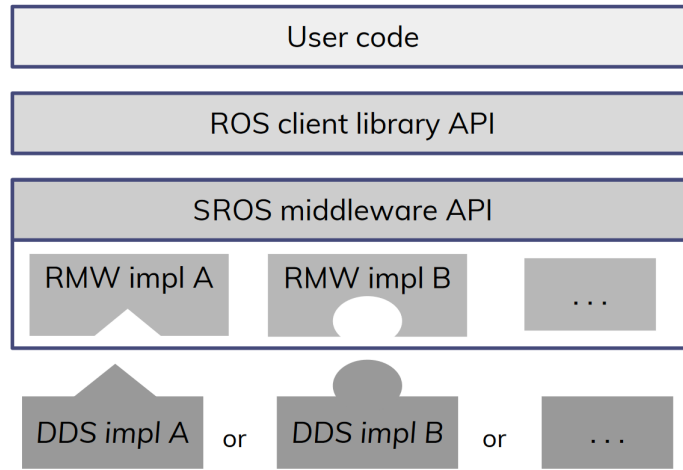 User code
ROS client library API
SROS middleware API
RMW impl A RMW impl B ...
DDS impl A or DDS impl B or ...